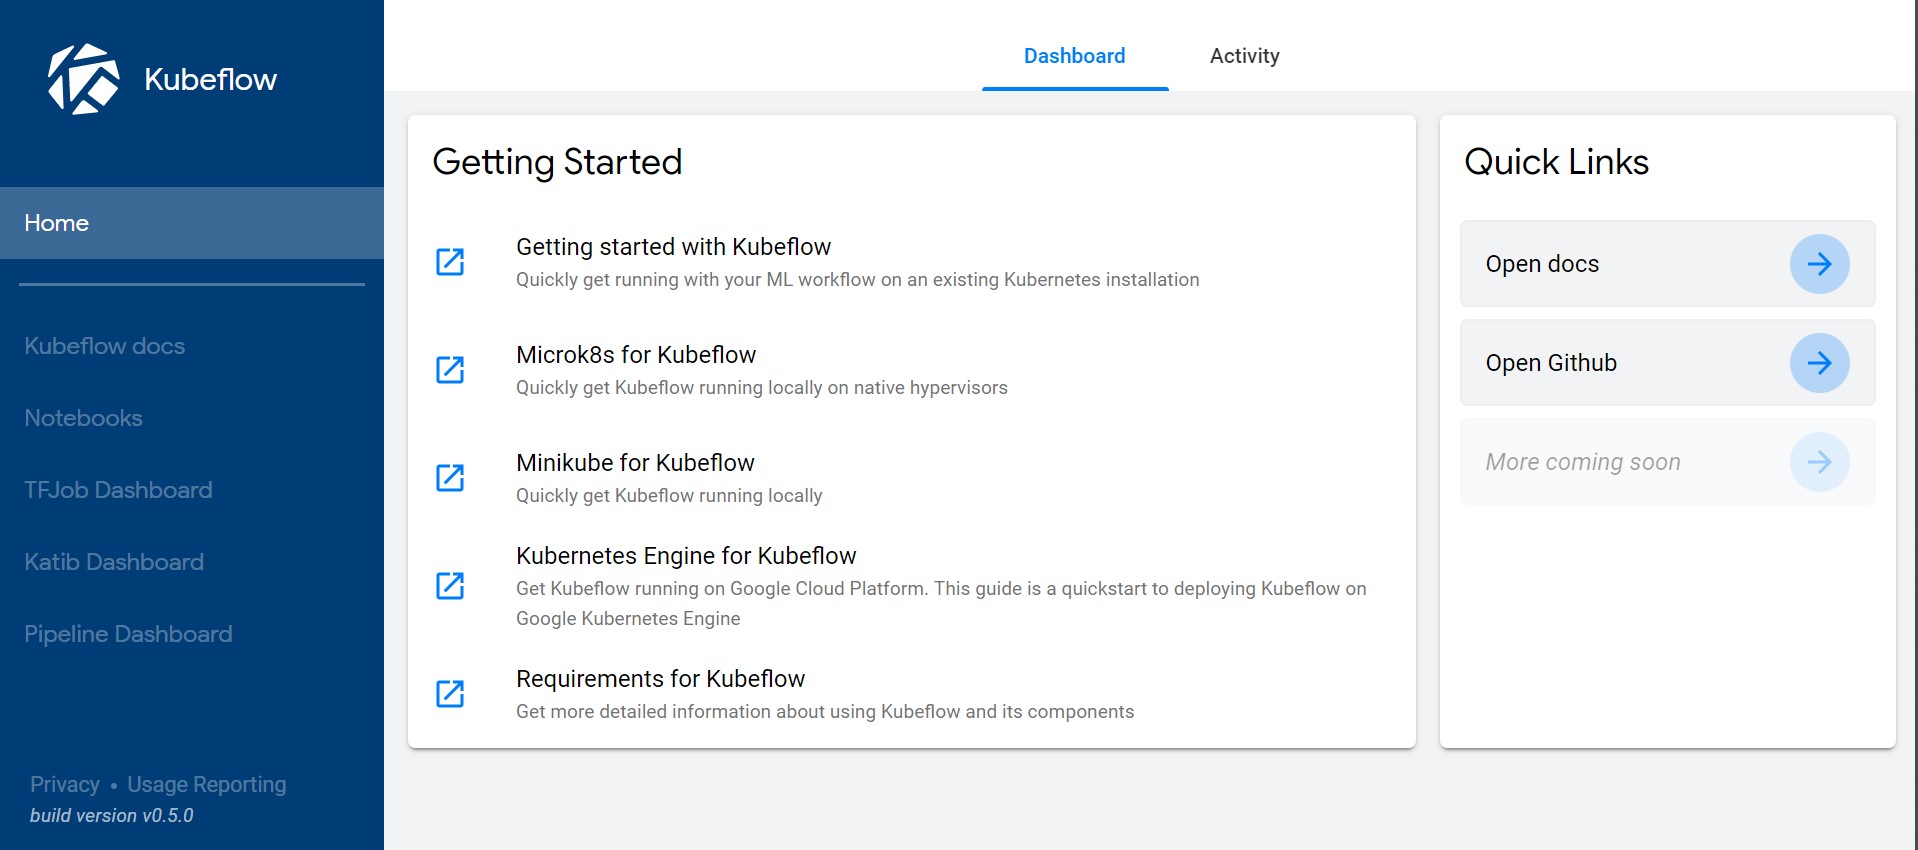 Kubeflow
Home
Kubeflow docs
Notebooks
TFJob Dashboard
Katib Dashboard
Pipeline Dashboard
Privacy • Usage Reporting
build version v0.5.0
Dashboard
Activity
Getting Started
Getting started with Kubeflow
Quickly get running with your ML workflow on an existing Kubernetes installation
Microk8s for Kubeflow
Quickly get Kubeflow running locally on native hypervisors
Minikube for Kubeflow
Quickly get Kubeflow running locally
Kubernetes Engine for Kubeflow
Get Kubeflow running on Google Cloud Platform. This guide is a quickstart to deploying Kubeflow on
Google Kubernetes Engine
Requirements for Kubeflow
Get more detailed information about using Kubeflow and its components
Quick Links
Open docs
Open Github
More coming soon